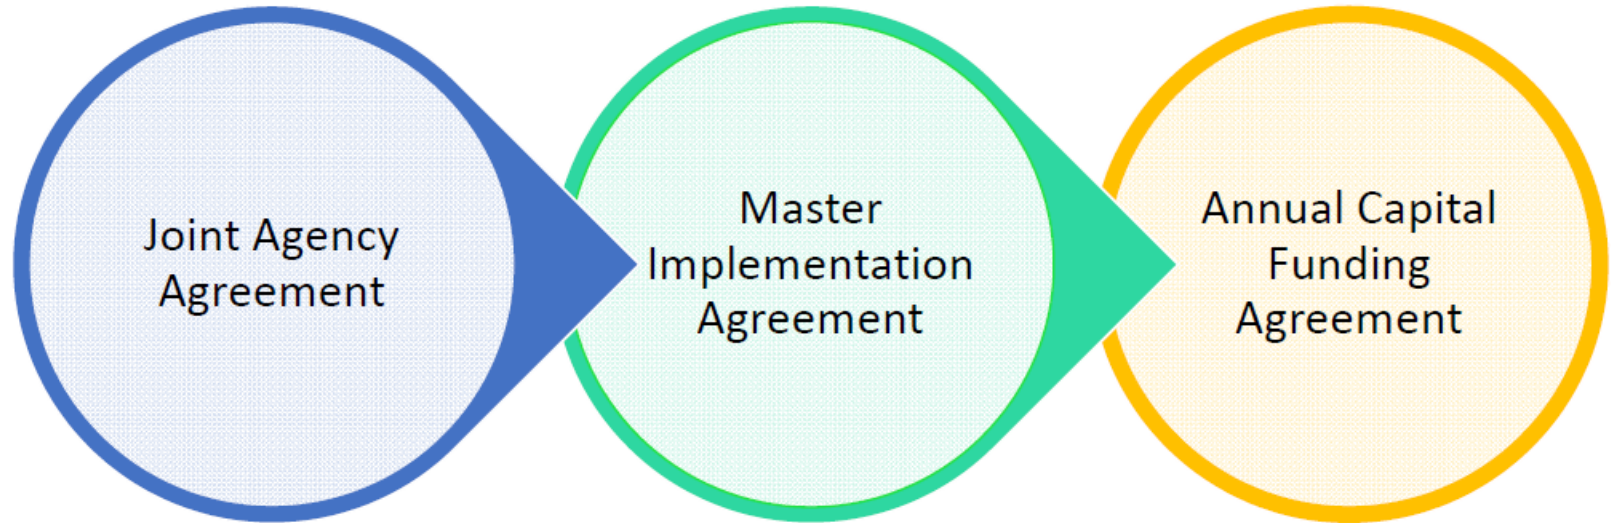 Joint Agency
Agreement
Master
Implementation
Agreement
Annual Capital
Funding
Agreement